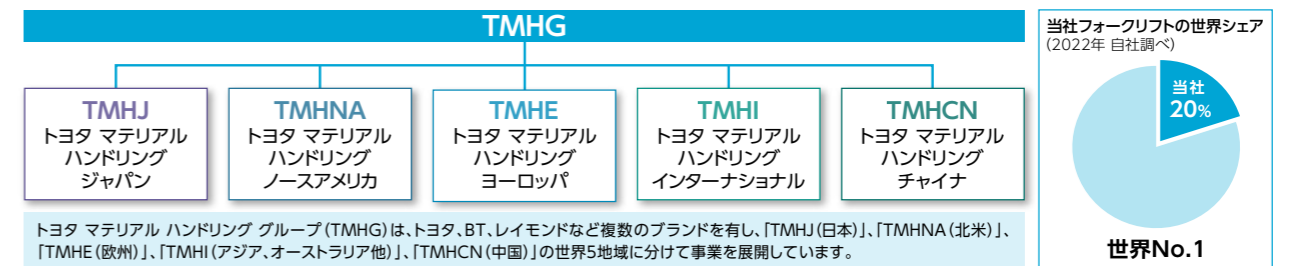 TMHG
TMHJ
トヨタ マテリアル
ハンドリング
ジャパン
TMHNA
トヨタ マテリアル
ハンドリング
ノースアメリカ
TMHE
トヨタ マテリアル
ハンドリング
ヨーロッパ
TMHI
トヨタ マテリアル
ハンドリング
インターナショナル
TMHCN
トヨタ マテリアル
ハンドリング
チャイナ
トヨタ マテリアル ハンドリング グループ(TMHG)は、トヨタ、BT、レイモンドなど複数のブランドを有し、「TMHJ(日本)」、「TMHNA(北米)」、
「TMHE(欧州)」、「TMHI(アジア、オーストラリア他)」、「TMHCN(中国)」の世界5地域に分けて事業を展開しています。
当社フォークリフトの世界シェア
(2022年 自社調べ)
当社
20%
世界No.1